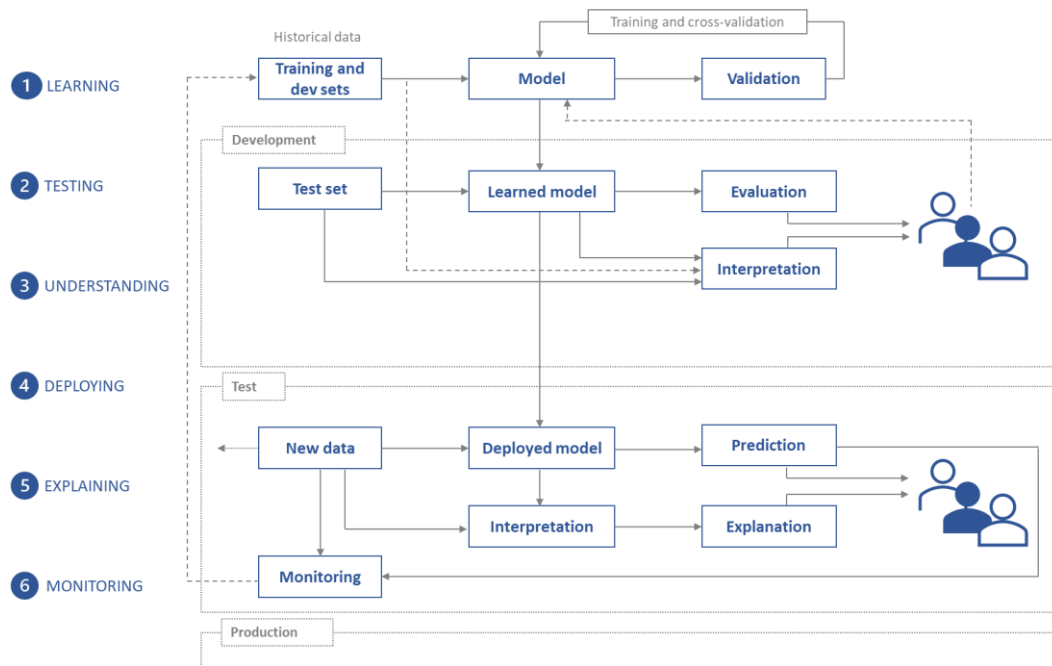 Training and cross-validation
Historical data
1 LEARNING
Training and
dev sets
Model
Validation
Development
2 TESTING
Test set
Learned model
Evaluation
3 UNDERSTANDING
Interpretation
4 DEPLOYING
Test
New data
Deployed model
Prediction
5 EXPLAINING
Interpretation
Explanation
6 MONITORING
Monitoring
Production